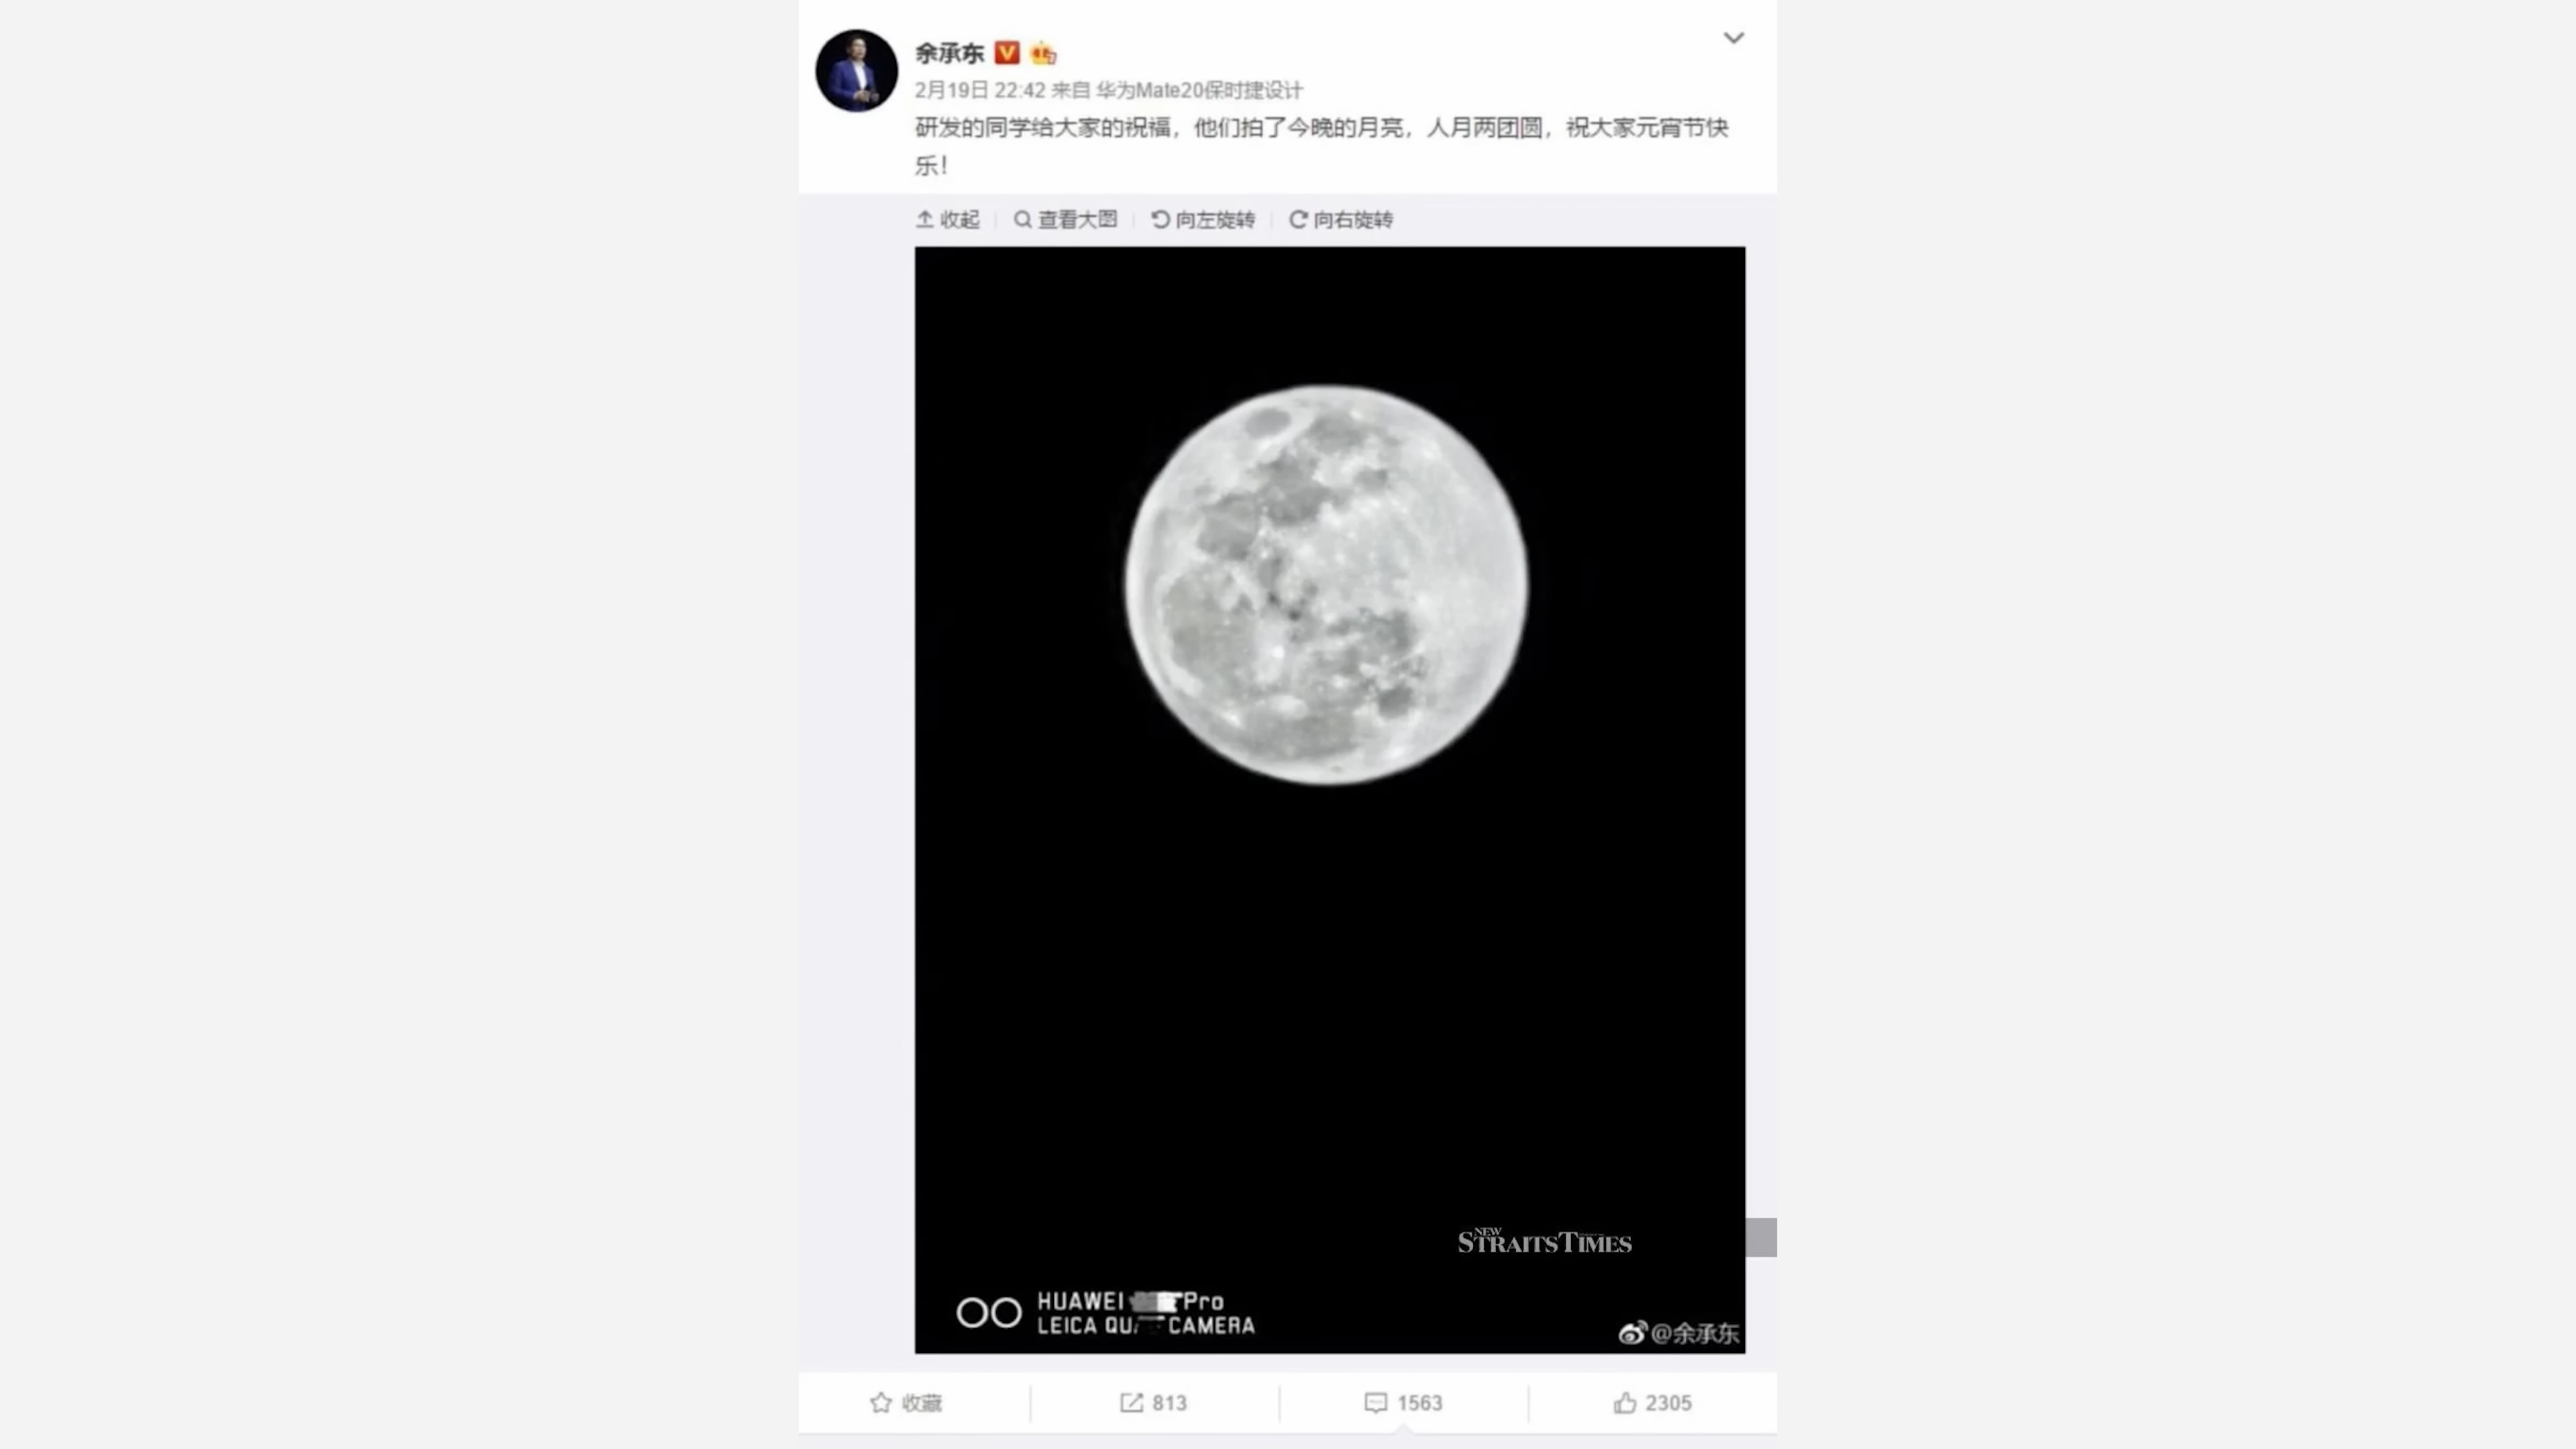 余承东
2月19日 22:42 来自 华为Mate20保时捷设计
研发的同学给大家的祝福，他们拍了今晚的月亮，人月两团圆，祝大家元宵节快
乐！
收起 查看大图 向左旋转 向右旋转
NEW
STRAITS TIMES
HUAWEI Pro
LEICA CAMERA
@余承东
收藏 813 1563 2305